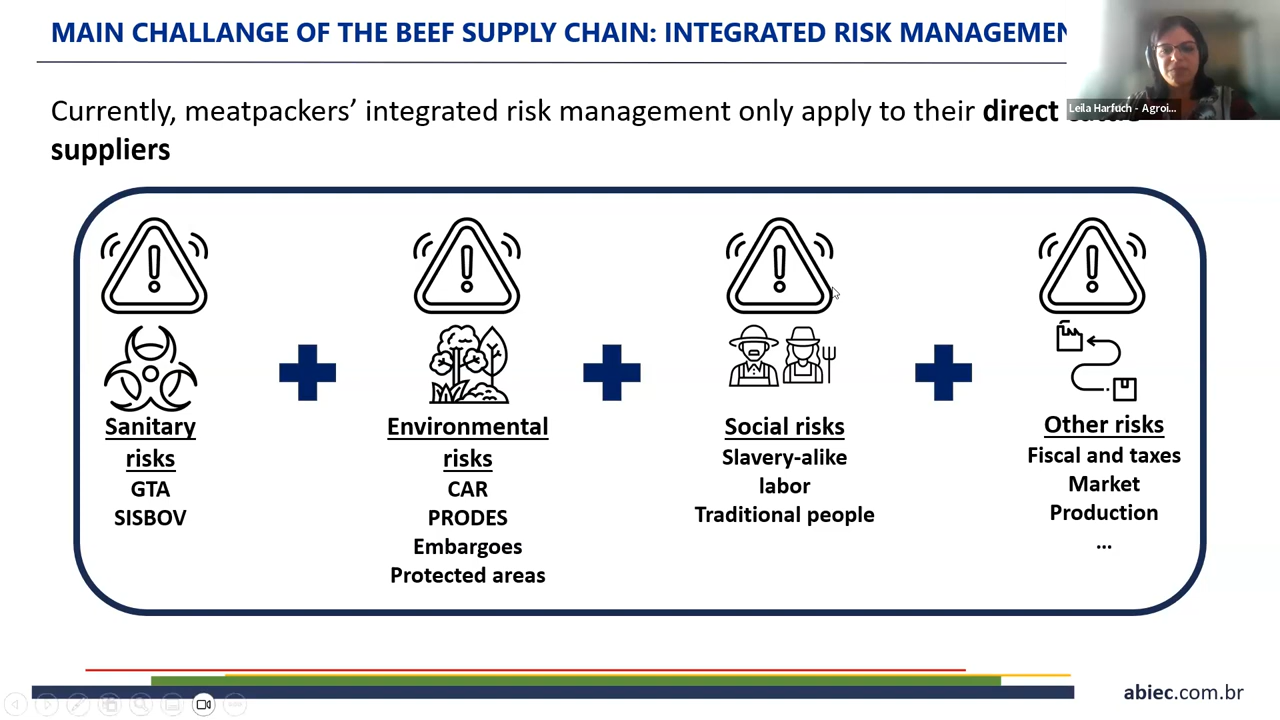 MAIN CHALLANGE OF THE BEEF SUPPLY CHAIN: INTEGRATED RISK MANAGEMEN
Leila Harfuch - Agroi...
Currently, meatpackers’ integrated risk management only apply to their direct
suppliers
Sanitary
risks
GTA
SISBOV
Environmental
risks
CAR
PRODES
Embargoes
Protected areas
Social risks
Slavery-alike
labor
Traditional people
Other risks
Fiscal and taxes
Market
Production
...
abiec.com.br